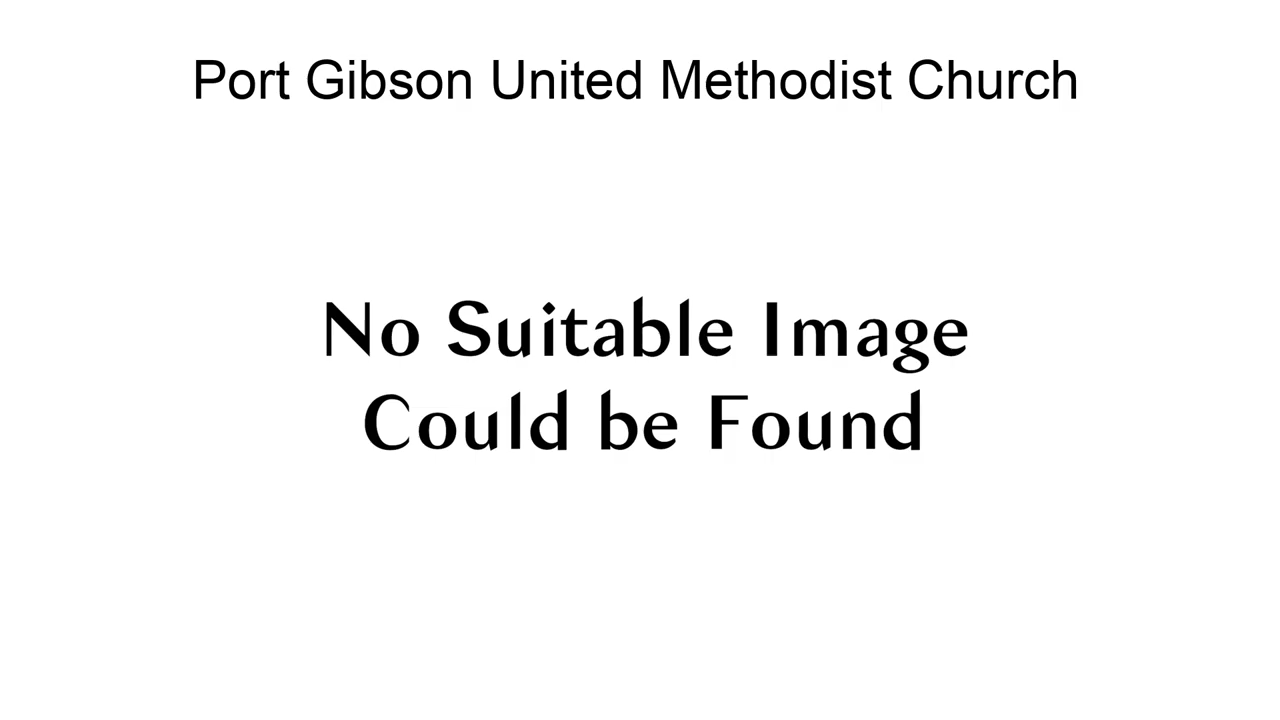 Port Gibson United Methodist Church
No Suitable Image
Could be Found